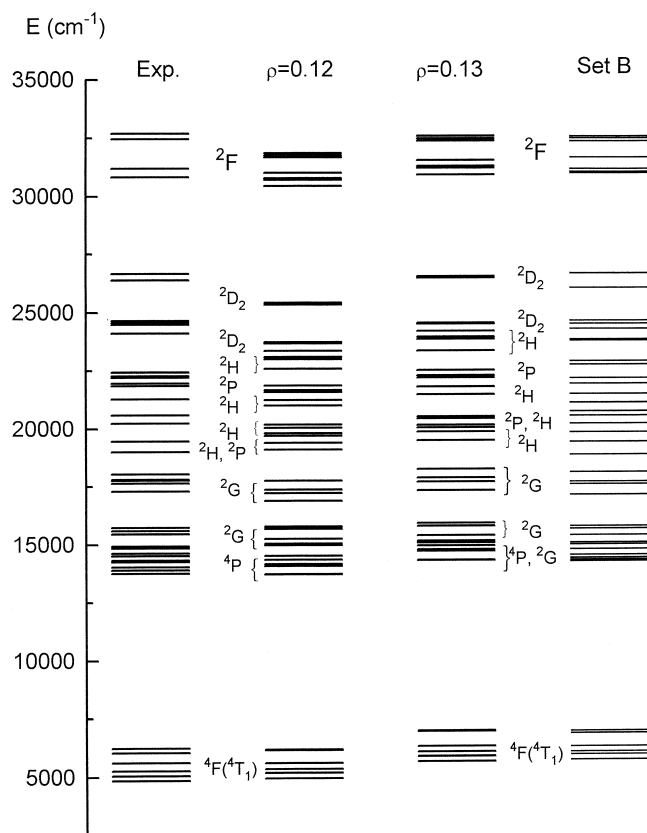 E (cm⁻¹)
Exp. ρ=0.12 ρ=0.13 Set B
35000
²F ²F
30000
²D₂
²D₂
25000
²D₂
²D₂
}²H
²H }
²P
²P
²H
²H }
20000
²P, ²H
²H {
}²H
²H, ²P {
²G {
} ²G
²G {
} ²G
15000
⁴P {
}⁴P, ²G
10000
⁴F(⁴T₁)
⁴F(⁴T₁)
5000